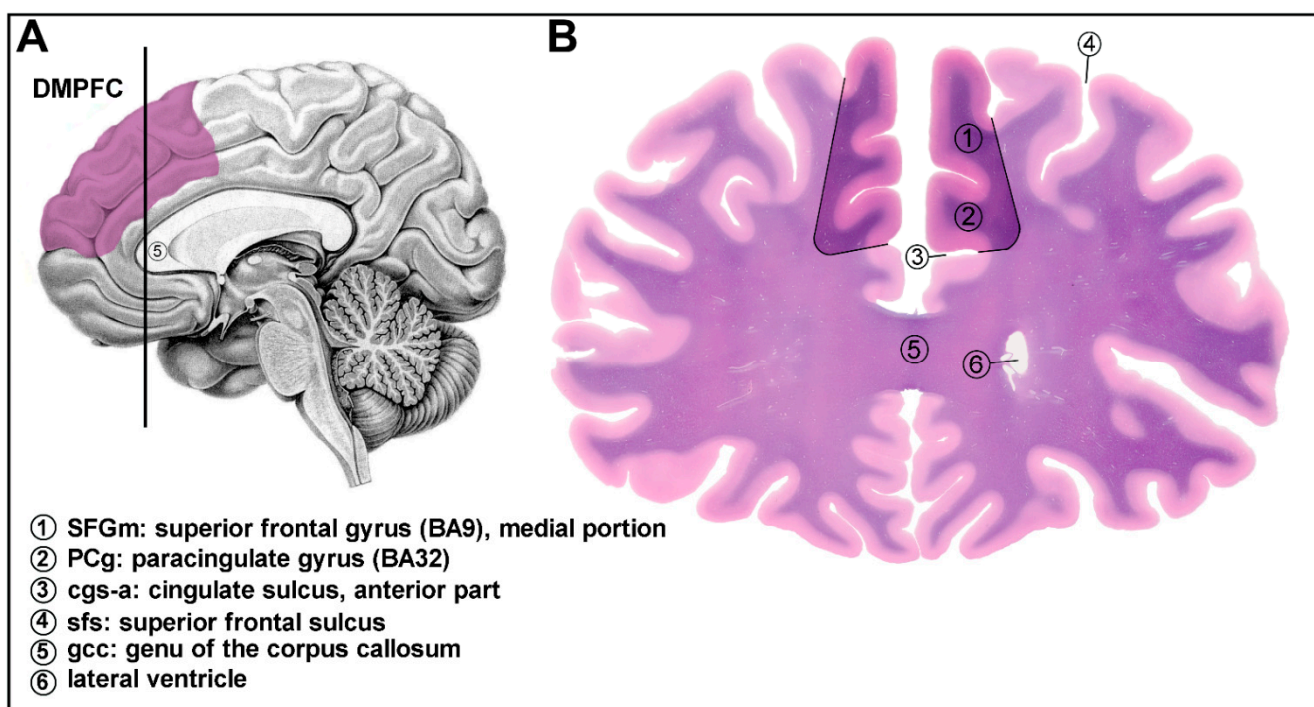 A
B
DMPFC
④
①
②
③
⑤
⑤
⑥
① SFGm: superior frontal gyrus (BA9), medial portion
② PCg: paracingulate gyrus (BA32)
③ cgs-a: cingulate sulcus, anterior part
④ sfs: superior frontal sulcus
⑤ gcc: genu of the corpus callosum
⑥ lateral ventricle